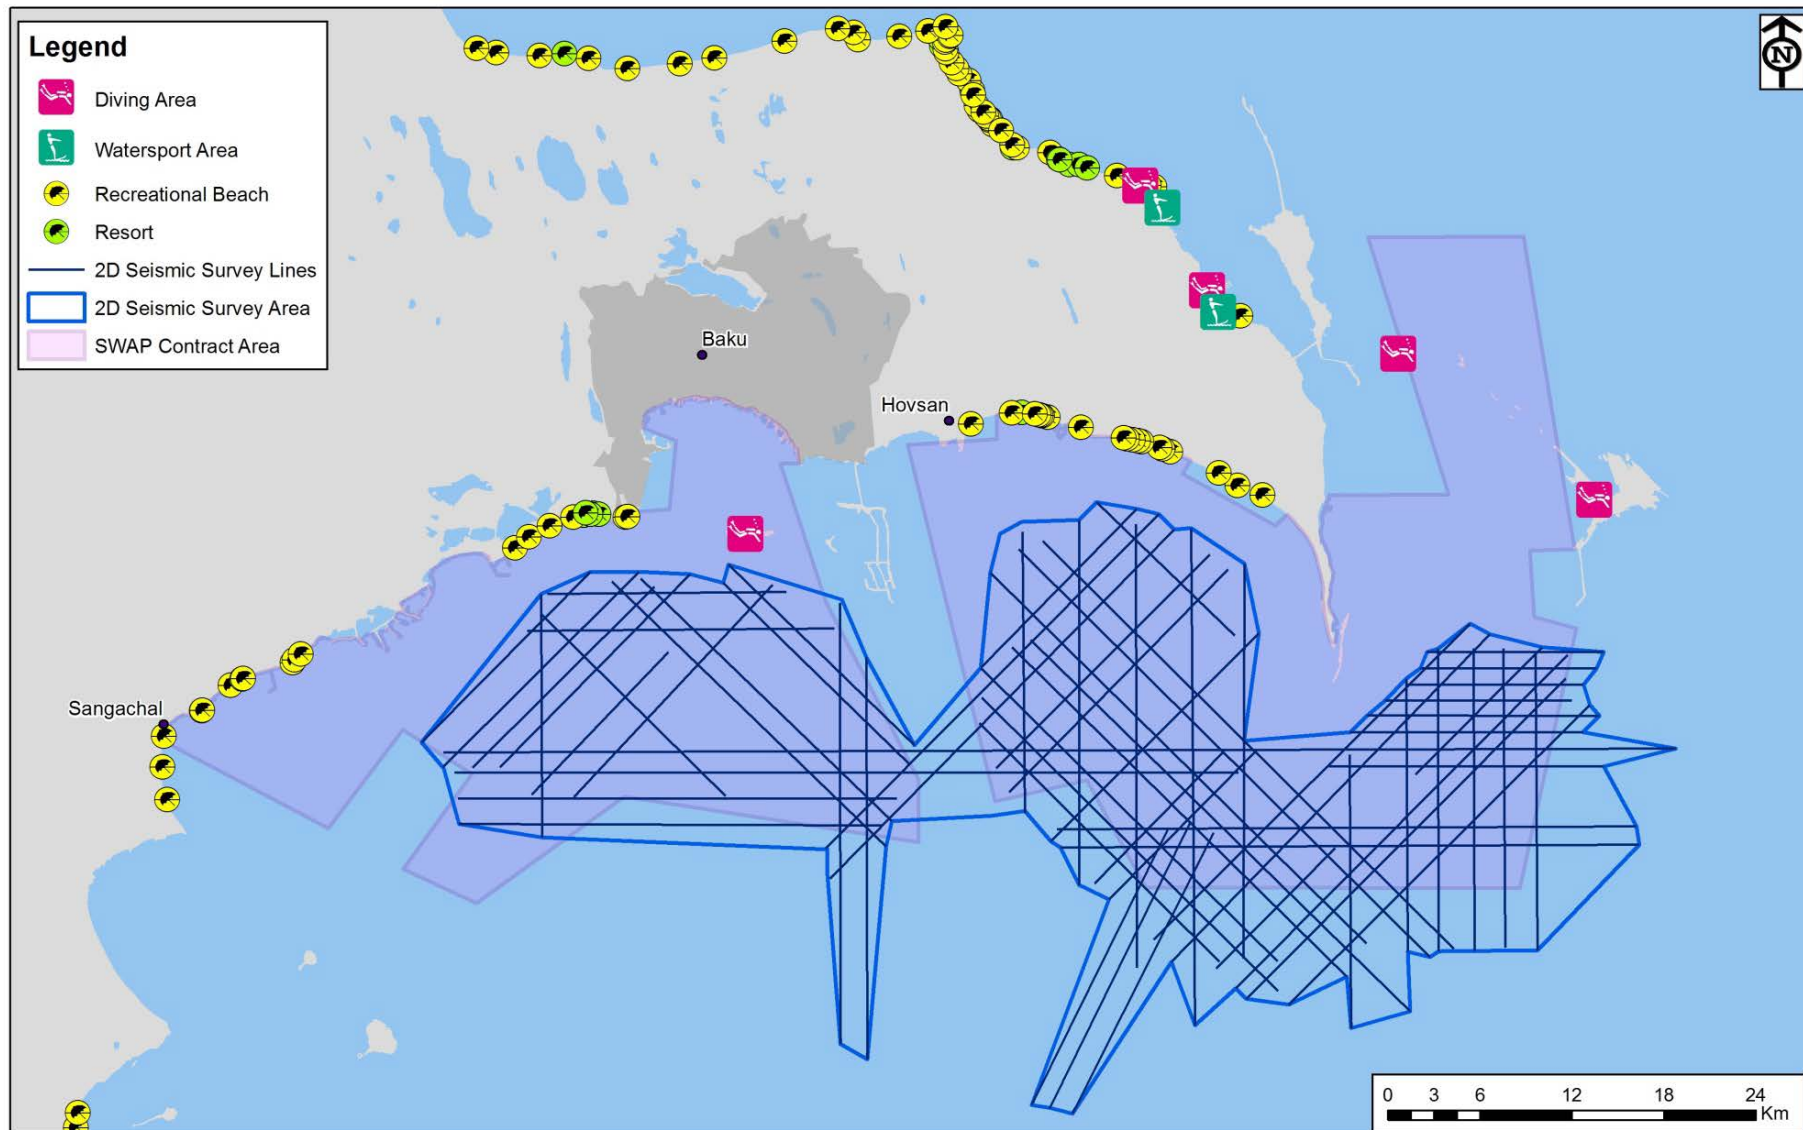 Legend
Diving Area
Watersport Area
Recreational Beach
Resort
2D Seismic Survey Lines
2D Seismic Survey Area
SWAP Contract Area
N
Baku
Hovsan
Sangachal
0 3 6 12 18 24
Km